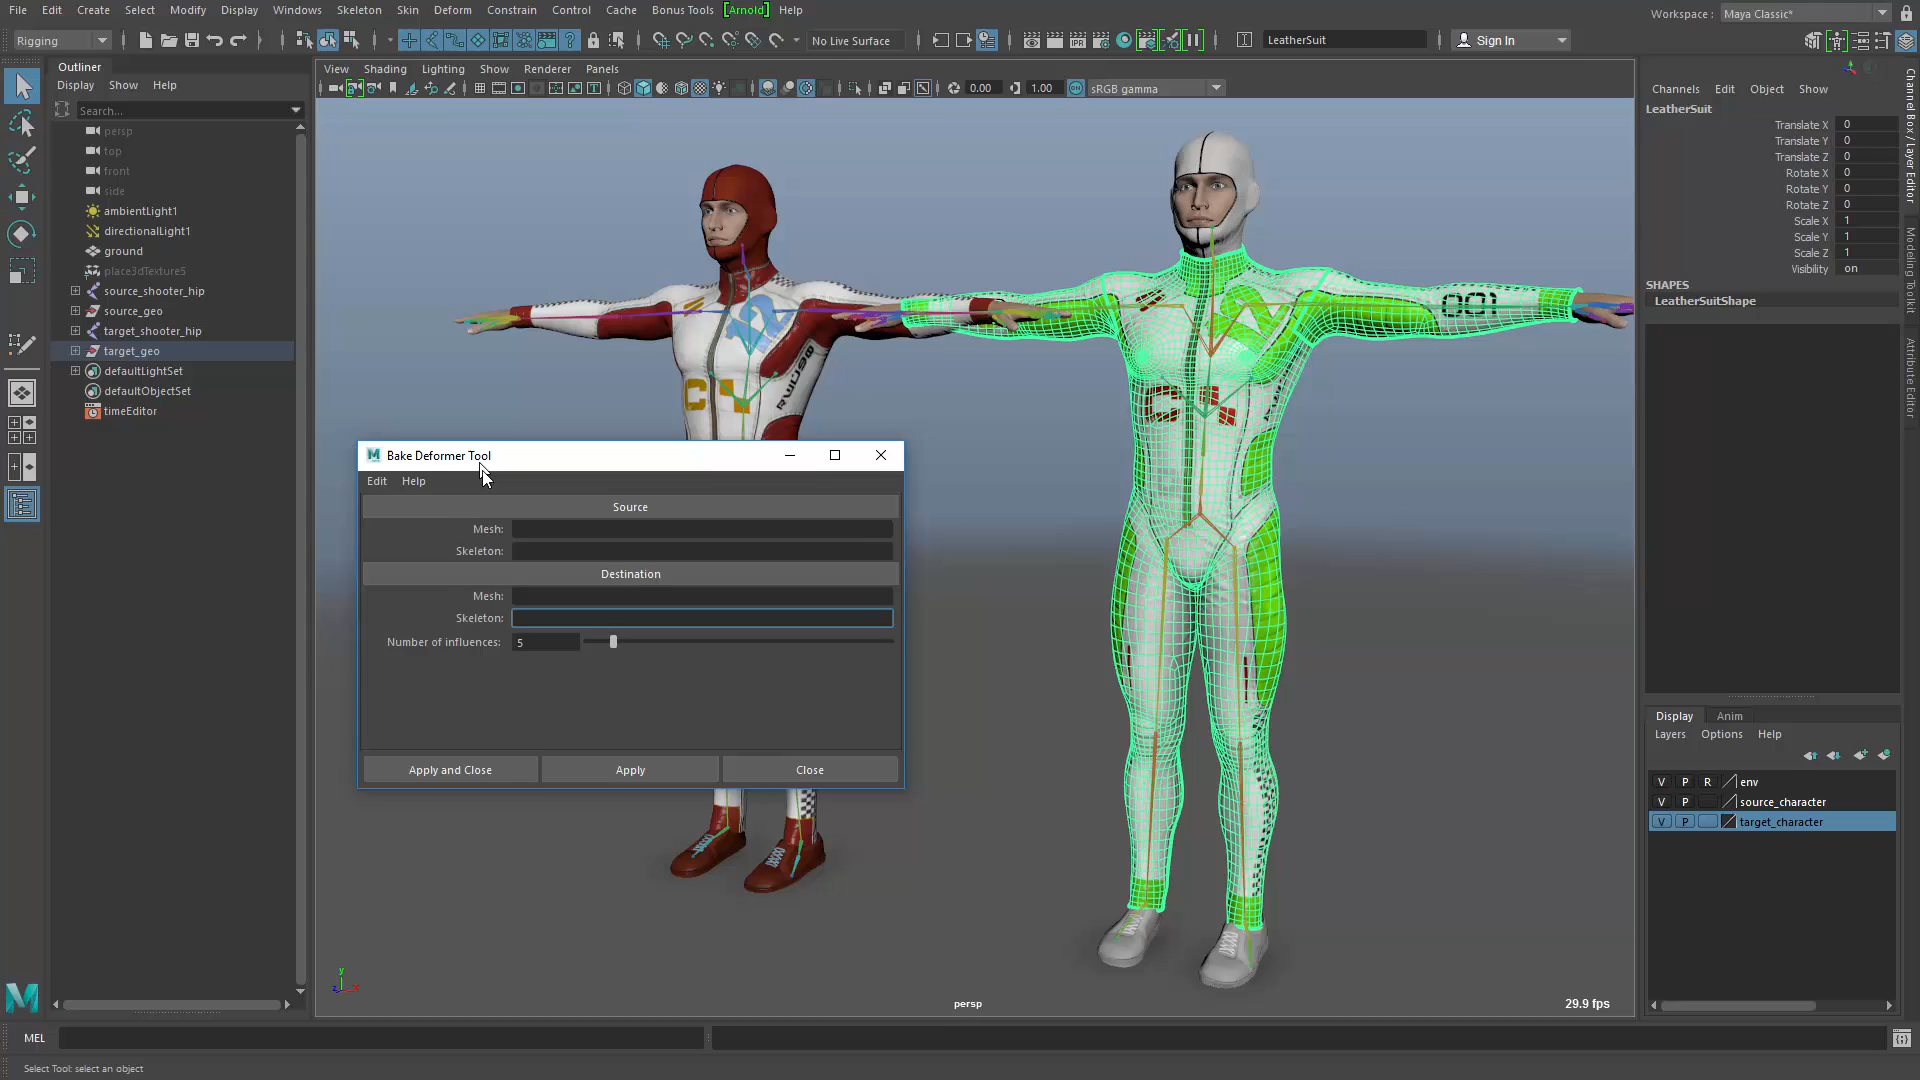 File Edit Create Select Modify Display Windows Skeleton Skin Deform Constrain Control Cache Bonus Tools [Arnold] Help
Workspace : Maya Classic*
Rigging
No Live Surface
LeatherSuit
Sign In
Outliner
Display Show Help
Search...
persp
top
front
side
ambientLight1
directionalLight1
ground
place3dTexture5
source_shooter_hip
source_geo
target_shooter_hip
target_geo
defaultLightSet
defaultObjectSet
timeEditor
View Shading Lighting Show Renderer Panels
0.00
1.00
sRGB gamma
001
Bake Deformer Tool
Edit Help
Source
Mesh:
Skeleton:
Destination
Mesh:
Skeleton:
Number of influences: 5
Apply and Close
Apply
Close
y
persp
29.9 fps
Channels Edit Object Show
LeatherSuit
Translate X 0
Translate Y 0
Translate Z 0
Rotate X 0
Rotate Y 0
Rotate Z 0
Scale X 1
Scale Y 1
Scale Z 1
Visibility on
SHAPES
LeatherSuitShape
Channel Box / Layer Editor
Modeling Toolkit
Attribute Editor
Display Anim
Layers Options Help
V P R env
V P source_character
V P target_character
MEL
Select Tool: select an object